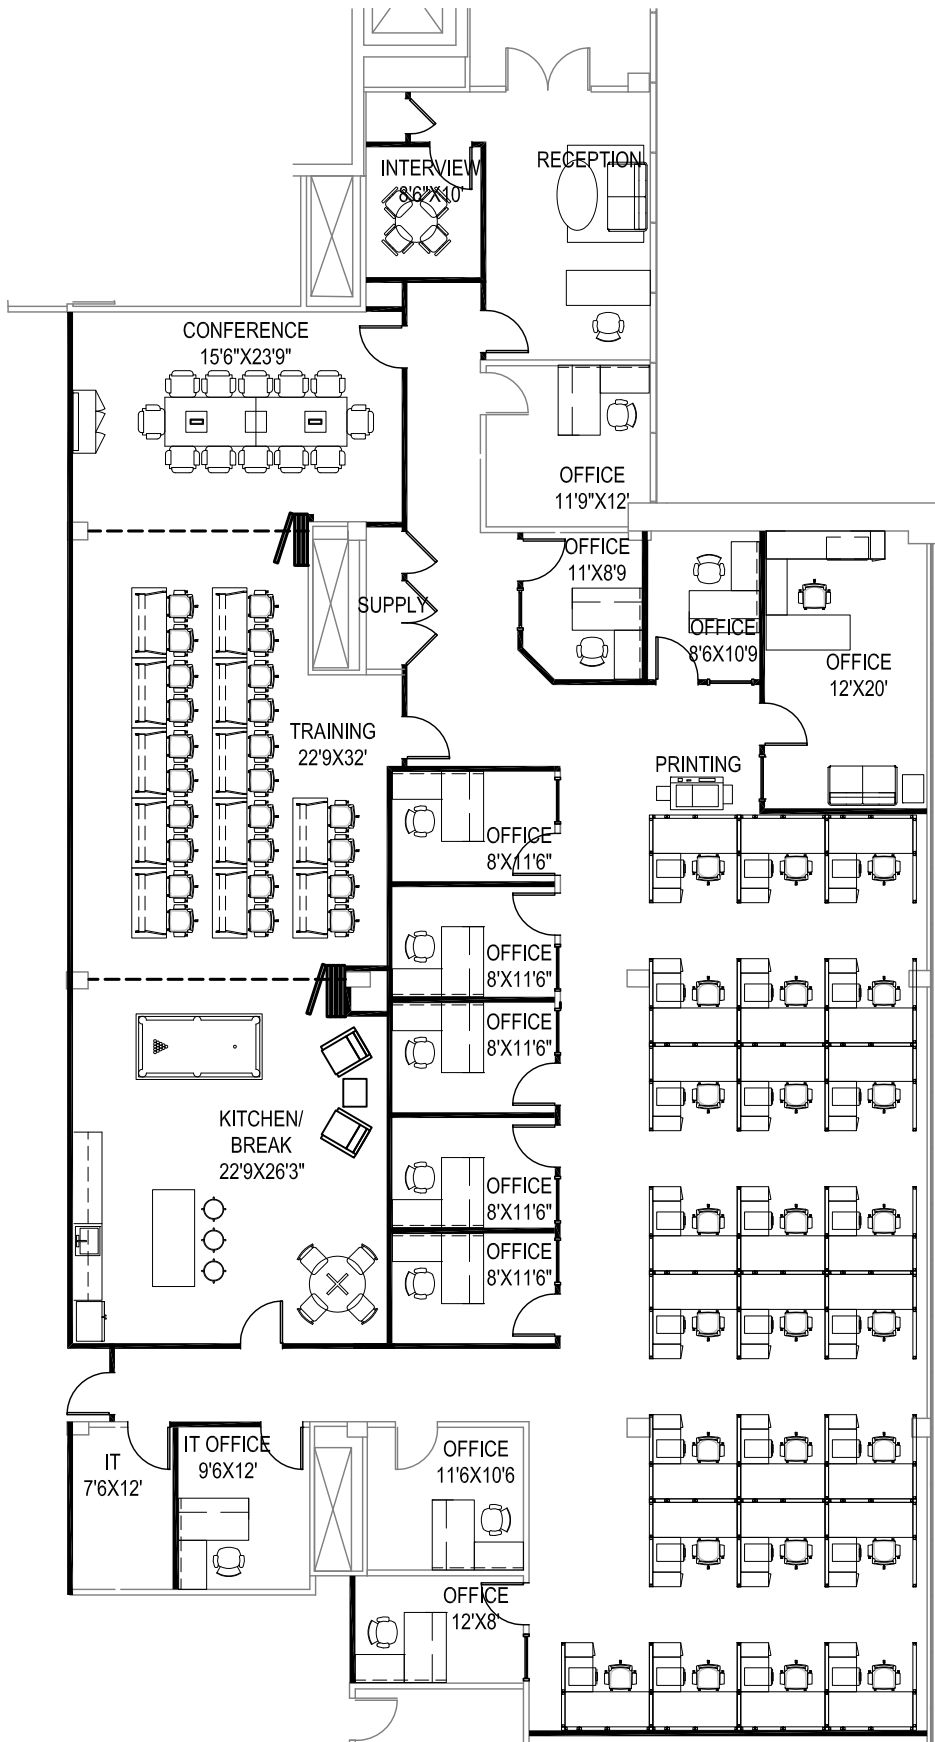 INTERVIEW
8'6"X10'
RECEPTION
CONFERENCE
15'6"X23'9"
OFFICE
11'9"X12'
OFFICE
11'X8'9
SUPPLY
OFFICE
8'6X10'9
OFFICE
12'X20'
TRAINING
22'9X32'
PRINTING
OFFICE
8'X11'6"
OFFICE
8'X11'6"
OFFICE
8'X11'6"
KITCHEN/
BREAK
22'9X26'3"
OFFICE
8'X11'6"
OFFICE
8'X11'6"
IT
7'6X12'
IT OFFICE
9'6X12'
OFFICE
11'6X10'6
OFFICE
12'X8'